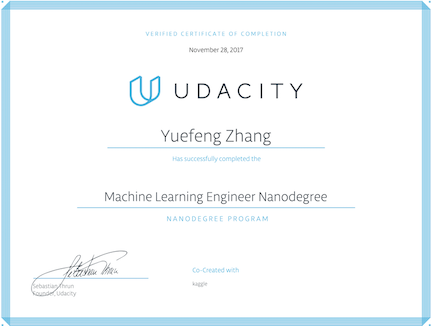 VERIFIED CERTIFICATE OF COMPLETION
November 28, 2017
UDACITY
Yuefeng Zhang
Has successfully completed the
Machine Learning Engineer Nanodegree
NANODEGREE PROGRAM
Sebastian Thrun
Founder, Udacity
Co-Created with
kaggle